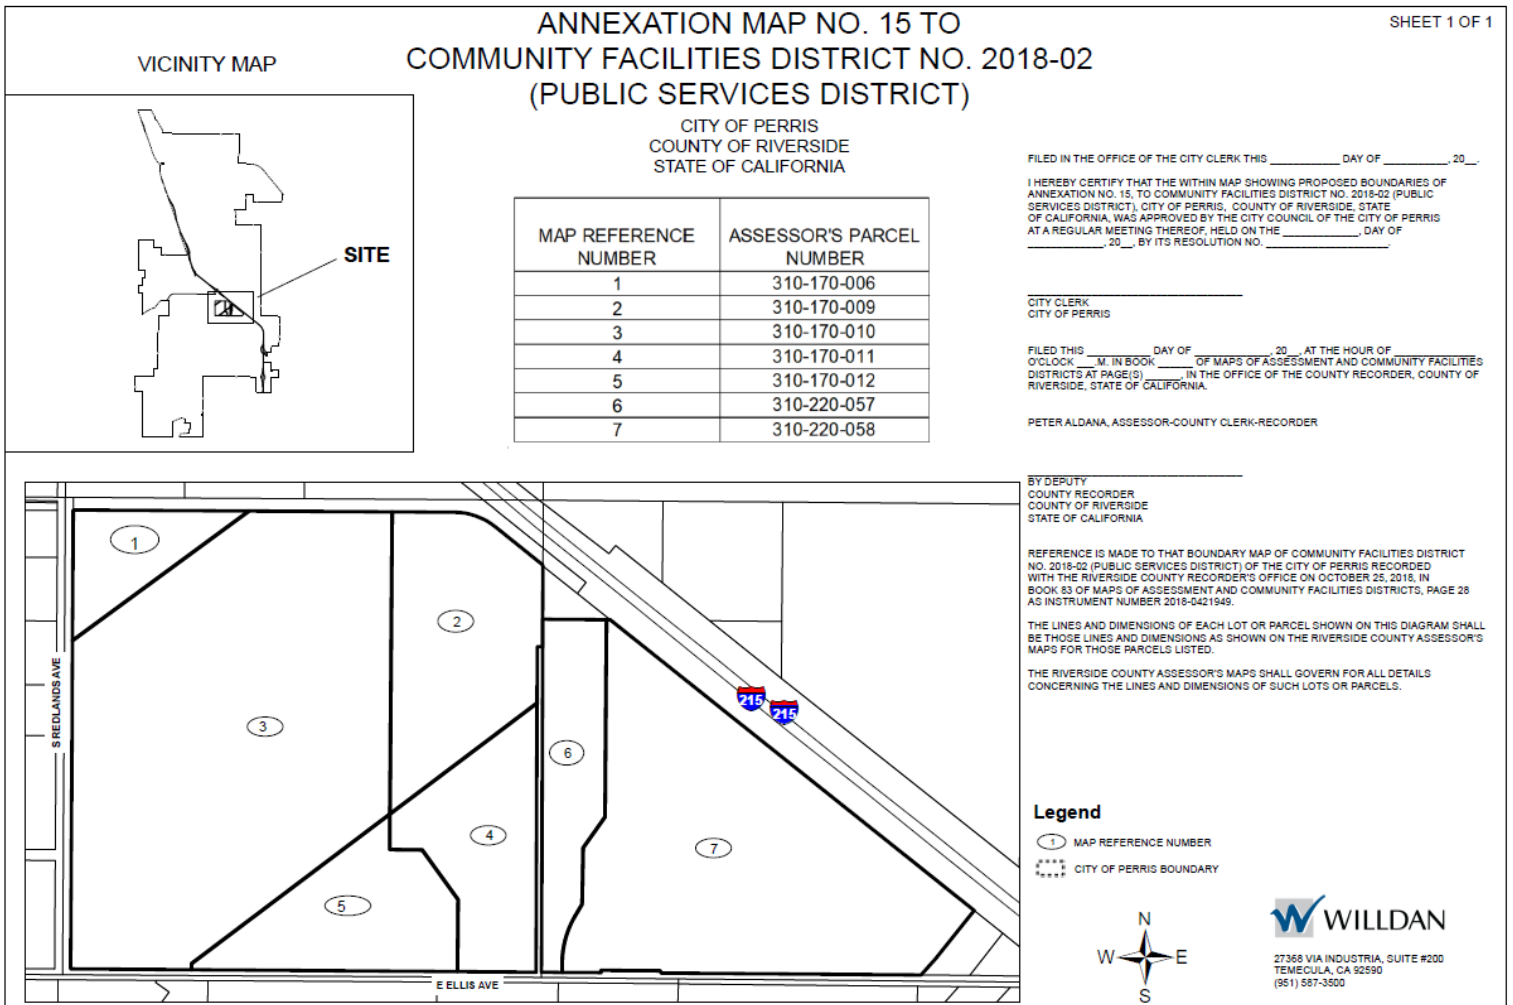 ANNEXATION MAP NO. 15 TO
COMMUNITY FACILITIES DISTRICT NO. 2018-02
(PUBLIC SERVICES DISTRICT)
SHEET 1 OF 1
CITY OF PERRIS
COUNTY OF RIVERSIDE
STATE OF CALIFORNIA
VICINITY MAP
SITE
MAP REFERENCE NUMBER ASSESSOR'S PARCEL NUMBER
1 310-170-006
2 310-170-009
3 310-170-010
4 310-170-011
5 310-170-012
6 310-220-057
7 310-220-058
FILED IN THE OFFICE OF THE CITY CLERK THIS ____________ DAY OF ___________, 20__.
I HEREBY CERTIFY THAT THE WITHIN MAP SHOWING PROPOSED BOUNDARIES OF
ANNEXATION NO. 15, TO COMMUNITY FACILITIES DISTRICT NO. 2018-02 (PUBLIC
SERVICES DISTRICT), CITY OF PERRIS, COUNTY OF RIVERSIDE, STATE
OF CALIFORNIA, WAS APPROVED BY THE CITY COUNCIL OF THE CITY OF PERRIS
AT A REGULAR MEETING THEREOF, HELD ON THE _____________, DAY OF
_____________, 20__, BY ITS RESOLUTION NO. _____________________.
CITY CLERK
CITY OF PERRIS
FILED THIS ___________ DAY OF _____________, 20__, AT THE HOUR OF _____________
O'CLOCK ___.M. IN BOOK ______ OF MAPS OF ASSESSMENT AND COMMUNITY FACILITIES
DISTRICTS AT PAGE(S) ______, IN THE OFFICE OF THE COUNTY RECORDER, COUNTY OF
RIVERSIDE, STATE OF CALIFORNIA.
PETER ALDANA, ASSESSOR-COUNTY CLERK-RECORDER
BY DEPUTY
COUNTY RECORDER
COUNTY OF RIVERSIDE
STATE OF CALIFORNIA
REFERENCE IS MADE TO THAT BOUNDARY MAP OF COMMUNITY FACILITIES DISTRICT
NO. 2018-02 (PUBLIC SERVICES DISTRICT) OF THE CITY OF PERRIS RECORDED
WITH THE RIVERSIDE COUNTY RECORDER'S OFFICE ON OCTOBER 25, 2018, IN
BOOK 83 OF MAPS OF ASSESSMENT AND COMMUNITY FACILITIES DISTRICTS, PAGE 28
AS INSTRUMENT NUMBER 2018-0421949.
THE LINES AND DIMENSIONS OF EACH LOT OR PARCEL SHOWN ON THIS DIAGRAM SHALL
BE THOSE LINES AND DIMENSIONS AS SHOWN ON THE RIVERSIDE COUNTY ASSESSOR'S
MAPS FOR THOSE PARCELS LISTED.
THE RIVERSIDE COUNTY ASSESSOR'S MAPS SHALL GOVERN FOR ALL DETAILS
CONCERNING THE LINES AND DIMENSIONS OF SUCH LOTS OR PARCELS.
1
2
3
4
5
6
7
215
215
S REDLANDS AVE
E ELLIS AVE
Legend
1 MAP REFERENCE NUMBER
CITY OF PERRIS BOUNDARY
N
W E
S
W WILLDAN
27368 VIA INDUSTRIA, SUITE #200
TEMECULA, CA 92590
(951) 587-3500